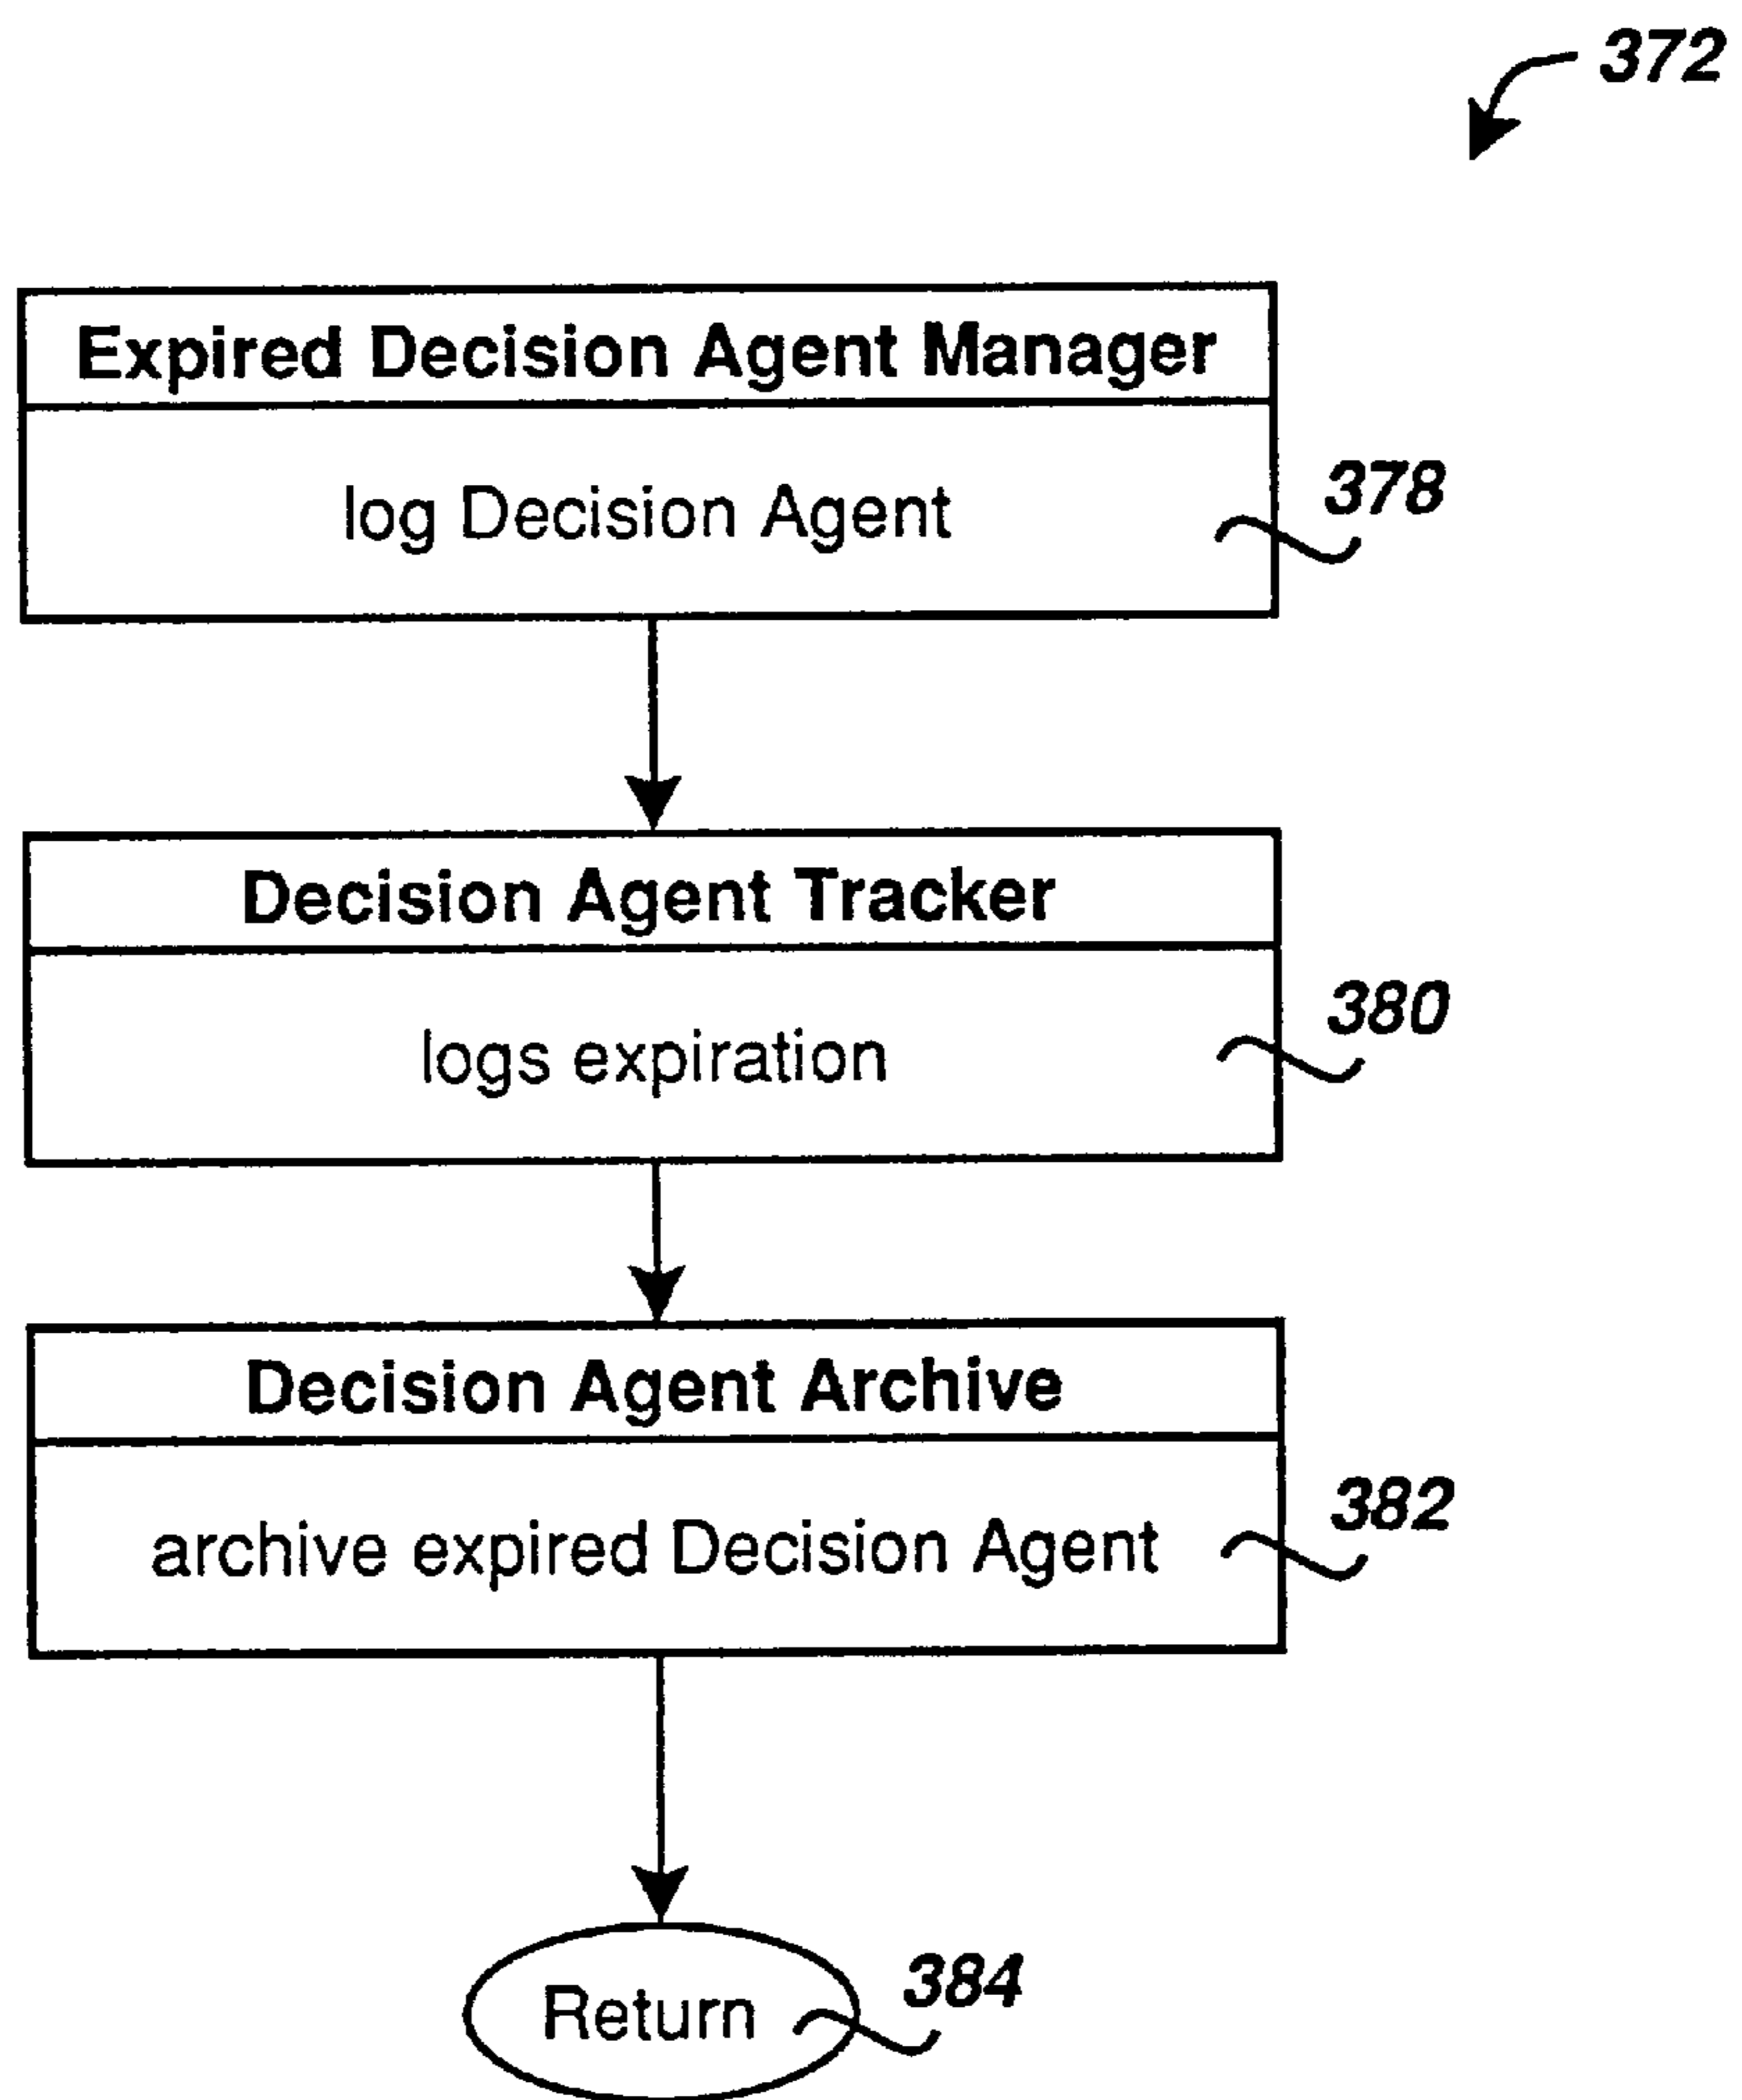 372
Expired Decision Agent Manager
log Decision Agent
378
Decision Agent Tracker
logs expiration
380
Decision Agent Archive
archive expired Decision Agent
382
Return
384